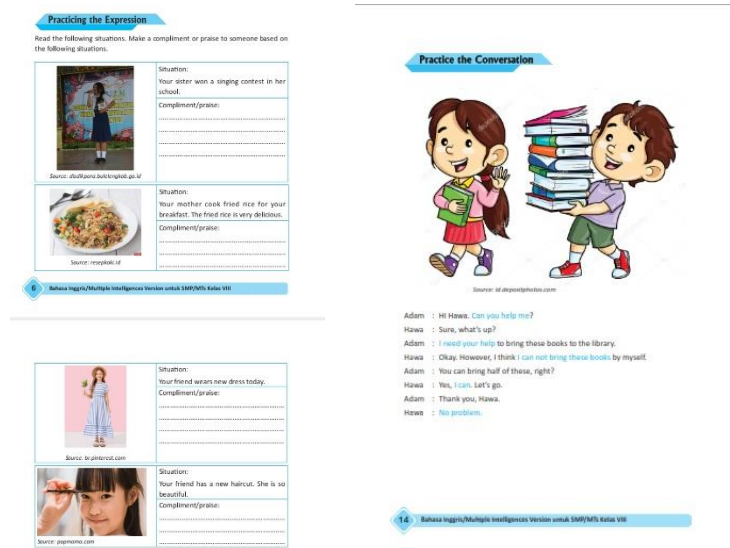 Practicing the Expression
Read the following situations. Make a compliment or praise to someone based on
the following situations.
Situation:
Your sister won a singing contest in her
school.
Compliment/praise:
Source: disdikpora.bulelengkab.go.id
Situation:
Your mother cook fried rice for your
breakfast. The fried rice is very delicious.
Compliment/praise:
Source: resepkoki.id
6 Bahasa Inggris/Multiple Intelligences Version untuk SMP/MTs Kelas VIII
Situation:
Your friend wears new dress today.
Compliment/praise:
Source: br.pinterest.com
Situation:
Your friend has a new haircut. She is so
beautiful.
Compliment/praise:
Source: popmama.com
Practice the Conversation
Source: id.depositphotos.com
Adam : Hi Hawa. Can you help me?
Hawa : Sure, what's up?
Adam : I need your help to bring these books to the library.
Hawa : Okay. However, I think I can not bring these books by myself.
Adam : You can bring half of these, right?
Hawa : Yes, I can. Let's go.
Adam : Thank you, Hawa.
Hawa : No problem.
14 Bahasa Inggris/Multiple Intelligences Version untuk SMP/MTs Kelas VIII